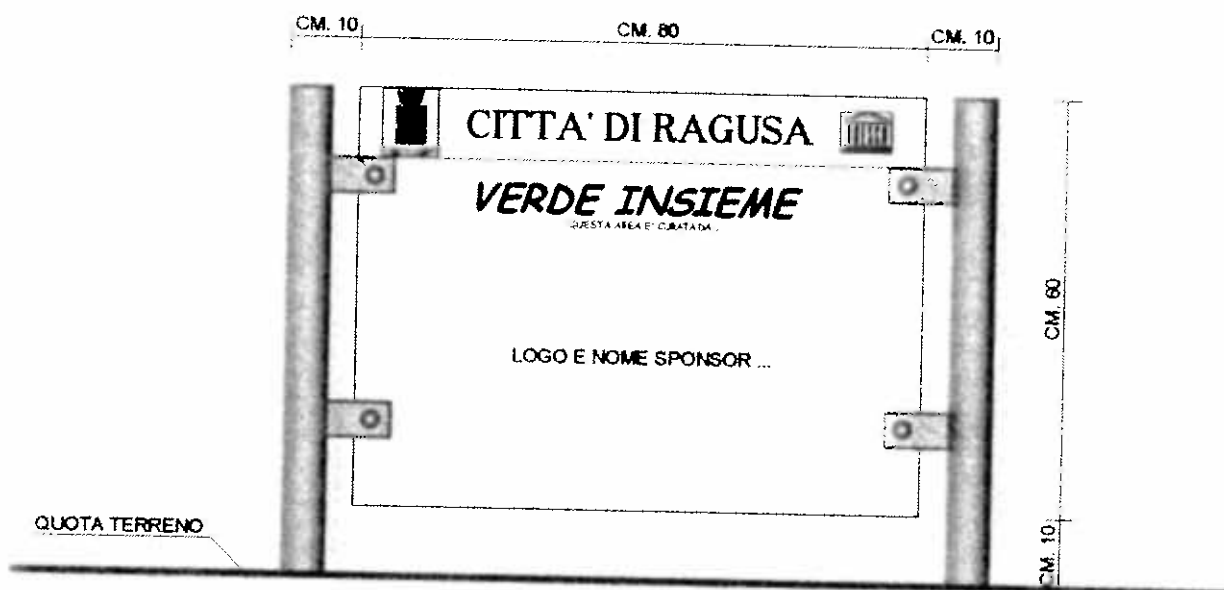 CM. 10 CM. 80 CM. 10
CITTA' DI RAGUSA
VERDE INSIEME
QUESTA AREA E' CURATA DA ..
LOGO E NOME SPONSOR ...
CM. 60
QUOTA TERRENO
CM. 10